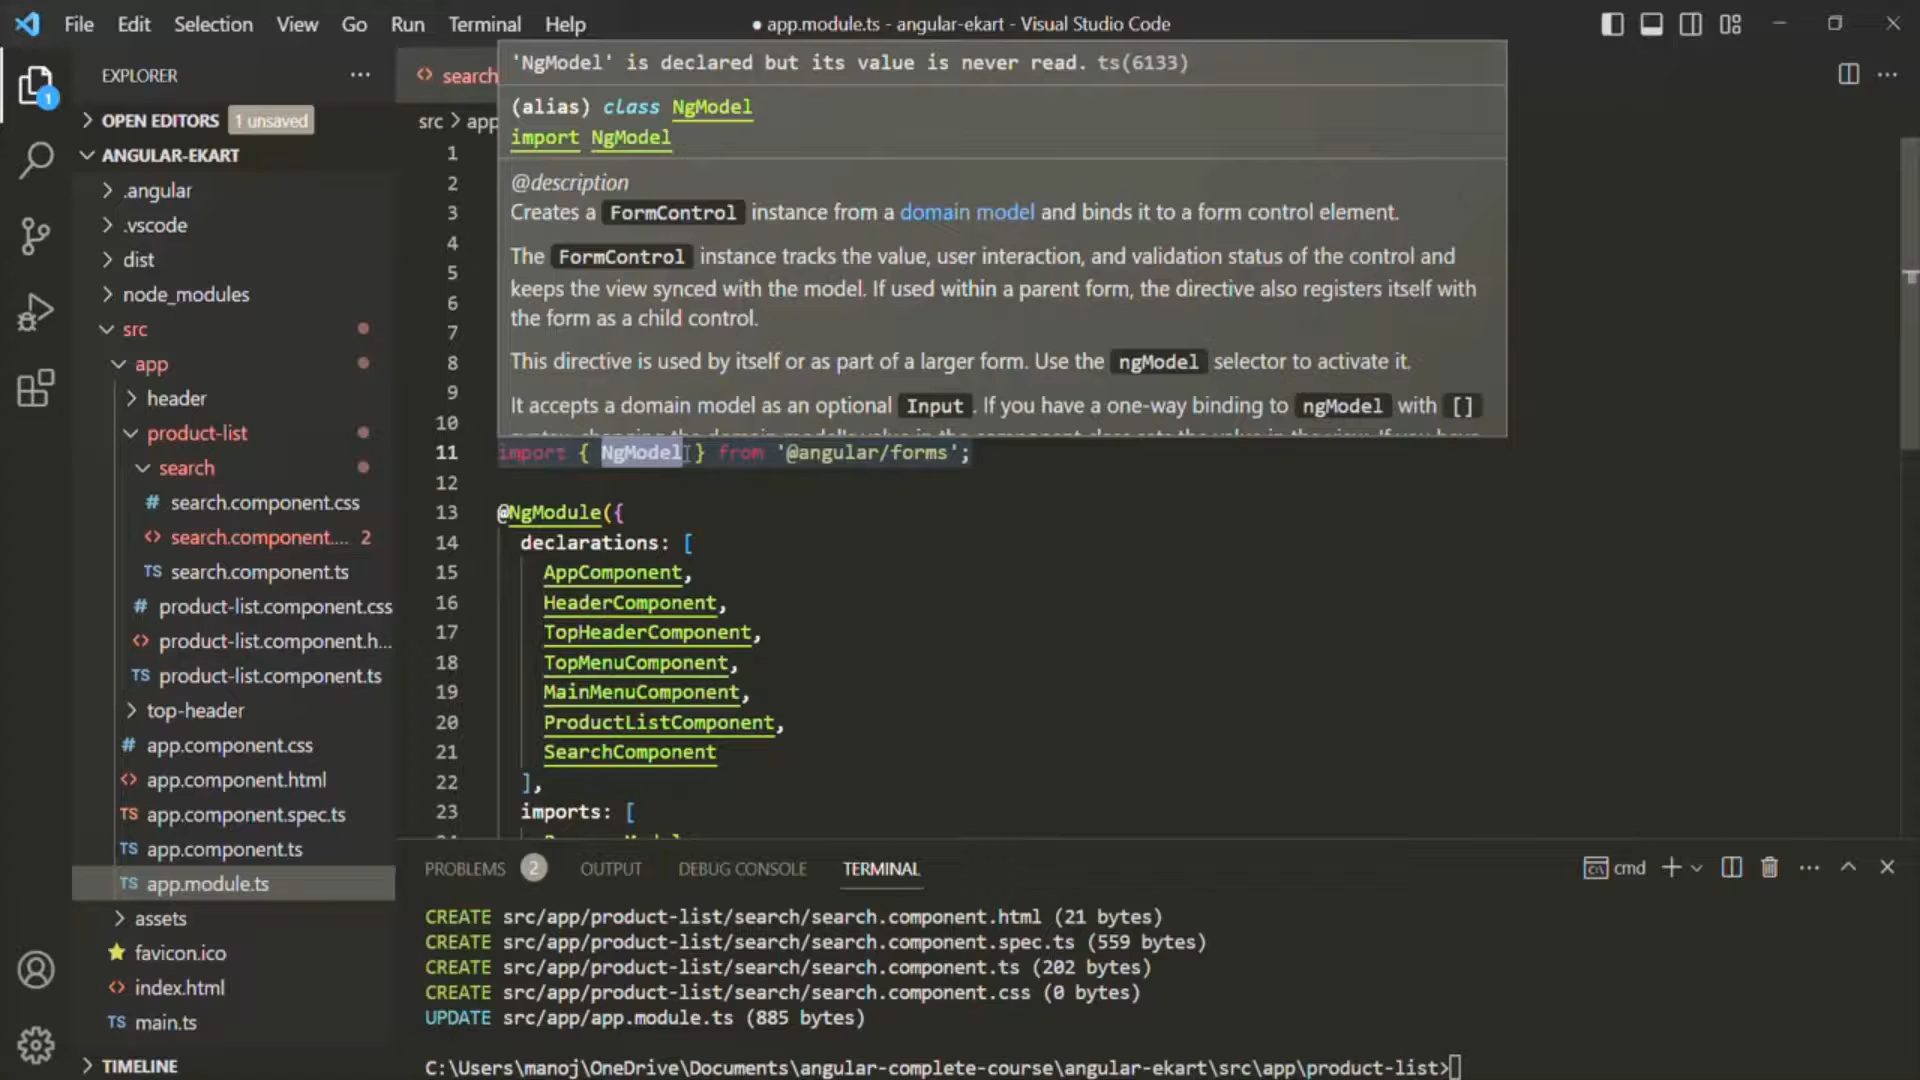 File Edit Selection View Go Run Terminal Help
● app.module.ts - angular-ekart - Visual Studio Code
EXPLORER
OPEN EDITORS 1 unsaved
ANGULAR-EKART
.angular
.vscode
dist
node_modules
src
app
header
product-list
search
# search.component.css
<> search.component.... 2
TS search.component.ts
# product-list.component.css
<> product-list.component.h...
TS product-list.component.ts
top-header
# app.component.css
<> app.component.html
TS app.component.spec.ts
TS app.component.ts
TS app.module.ts
assets
favicon.ico
<> index.html
TS main.ts
TIMELINE
1
<> search
src > app
'NgModel' is declared but its value is never read. ts(6133)
(alias) class NgModel
import NgModel
@description
Creates a FormControl instance from a domain model and binds it to a form control element.
The FormControl instance tracks the value, user interaction, and validation status of the control and
keeps the view synced with the model. If used within a parent form, the directive also registers itself with
the form as a child control.
This directive is used by itself or as part of a larger form. Use the ngModel selector to activate it.
It accepts a domain model as an optional Input. If you have a one-way binding to ngModel with []
1
2
3
4
5
6
7
8
9
10
11 import { NgModel } from '@angular/forms';
12
13 @NgModule({
14 declarations: [
15 AppComponent,
16 HeaderComponent,
17 TopHeaderComponent,
18 TopMenuComponent,
19 MainMenuComponent,
20 ProductListComponent,
21 SearchComponent
22 ],
23 imports: [
PROBLEMS 2 OUTPUT DEBUG CONSOLE TERMINAL
cmd
CREATE src/app/product-list/search/search.component.html (21 bytes)
CREATE src/app/product-list/search/search.component.spec.ts (559 bytes)
CREATE src/app/product-list/search/search.component.ts (202 bytes)
CREATE src/app/product-list/search/search.component.css (0 bytes)
UPDATE src/app/app.module.ts (885 bytes)
C:\Users\manoj\OneDrive\Documents\angular-complete-course\angular-ekart\src\app\product-list>